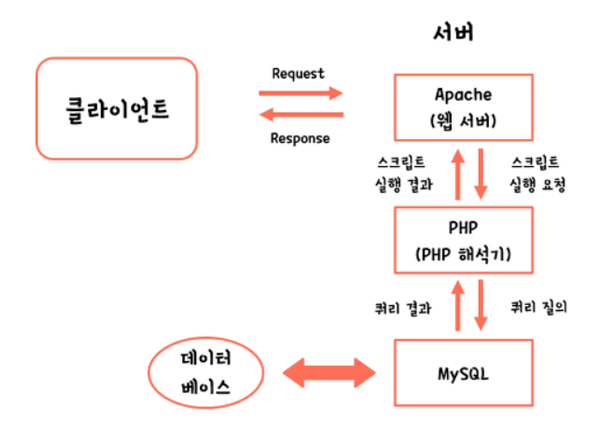 서버
클라이언트
Request
Response
Apache
(웹 서버)
스크립트
실행 결과
스크립트
실행 요청
PHP
(PHP 해석기)
쿼리 결과
쿼리 질의
데이터
베이스
MySQL